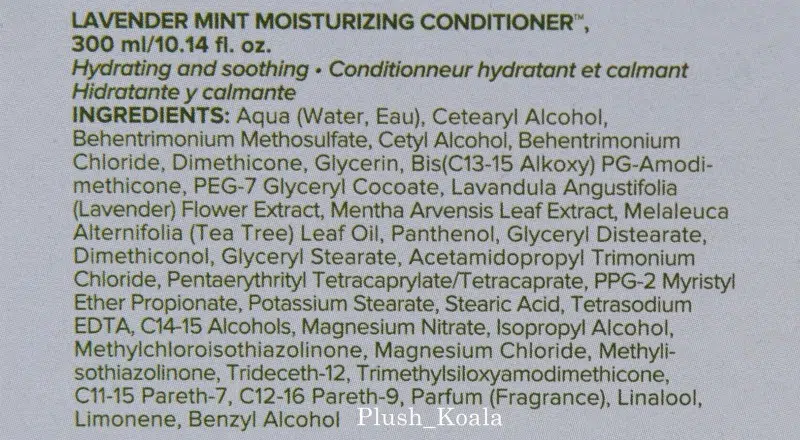 LAVENDER MINT MOISTURIZING CONDITIONER™,
300 ml/10.14 fl. oz.
Hydrating and soothing • Conditionneur hydratant et calmant
Hidratante y calmante
INGREDIENTS: Aqua (Water, Eau), Cetearyl Alcohol,
Behentrimonium Methosulfate, Cetyl Alcohol, Behentrimonium
Chloride, Dimethicone, Glycerin, Bis(C13-15 Alkoxy) PG-Amodi-
methicone, PEG-7 Glyceryl Cocoate, Lavandula Angustifolia
(Lavender) Flower Extract, Mentha Arvensis Leaf Extract, Melaleuca
Alternifolia (Tea Tree) Leaf Oil, Panthenol, Glyceryl Distearate,
Dimethiconol, Glyceryl Stearate, Acetamidopropyl Trimonium
Chloride, Pentaerythrityl Tetracaprylate/Tetracaprate, PPG-2 Myristyl
Ether Propionate, Potassium Stearate, Stearic Acid, Tetrasodium
EDTA, C14-15 Alcohols, Magnesium Nitrate, Isopropyl Alcohol,
Methylchloroisothiazolinone, Magnesium Chloride, Methyli-
sothiazolinone, Trideceth-12, Trimethylsiloxyamodimethicone,
C11-15 Pareth-7, C12-16 Pareth-9, Parfum (Fragrance), Linalool,
Limonene, Benzyl Alcohol Plush_Koala